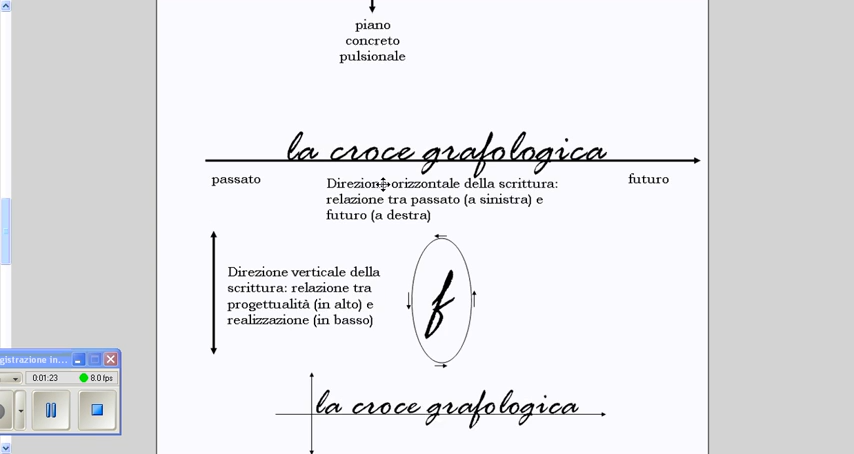 piano
concreto
pulsionale
la croce grafologica
passato
futuro
Direzione orizzontale della scrittura:
relazione tra passato (a sinistra) e
futuro (a destra)
Direzione verticale della
scrittura: relazione tra
progettualità (in alto) e
realizzazione (in basso)
f
gistrazione in...
0:01:23
8.0 fps
la croce grafologica